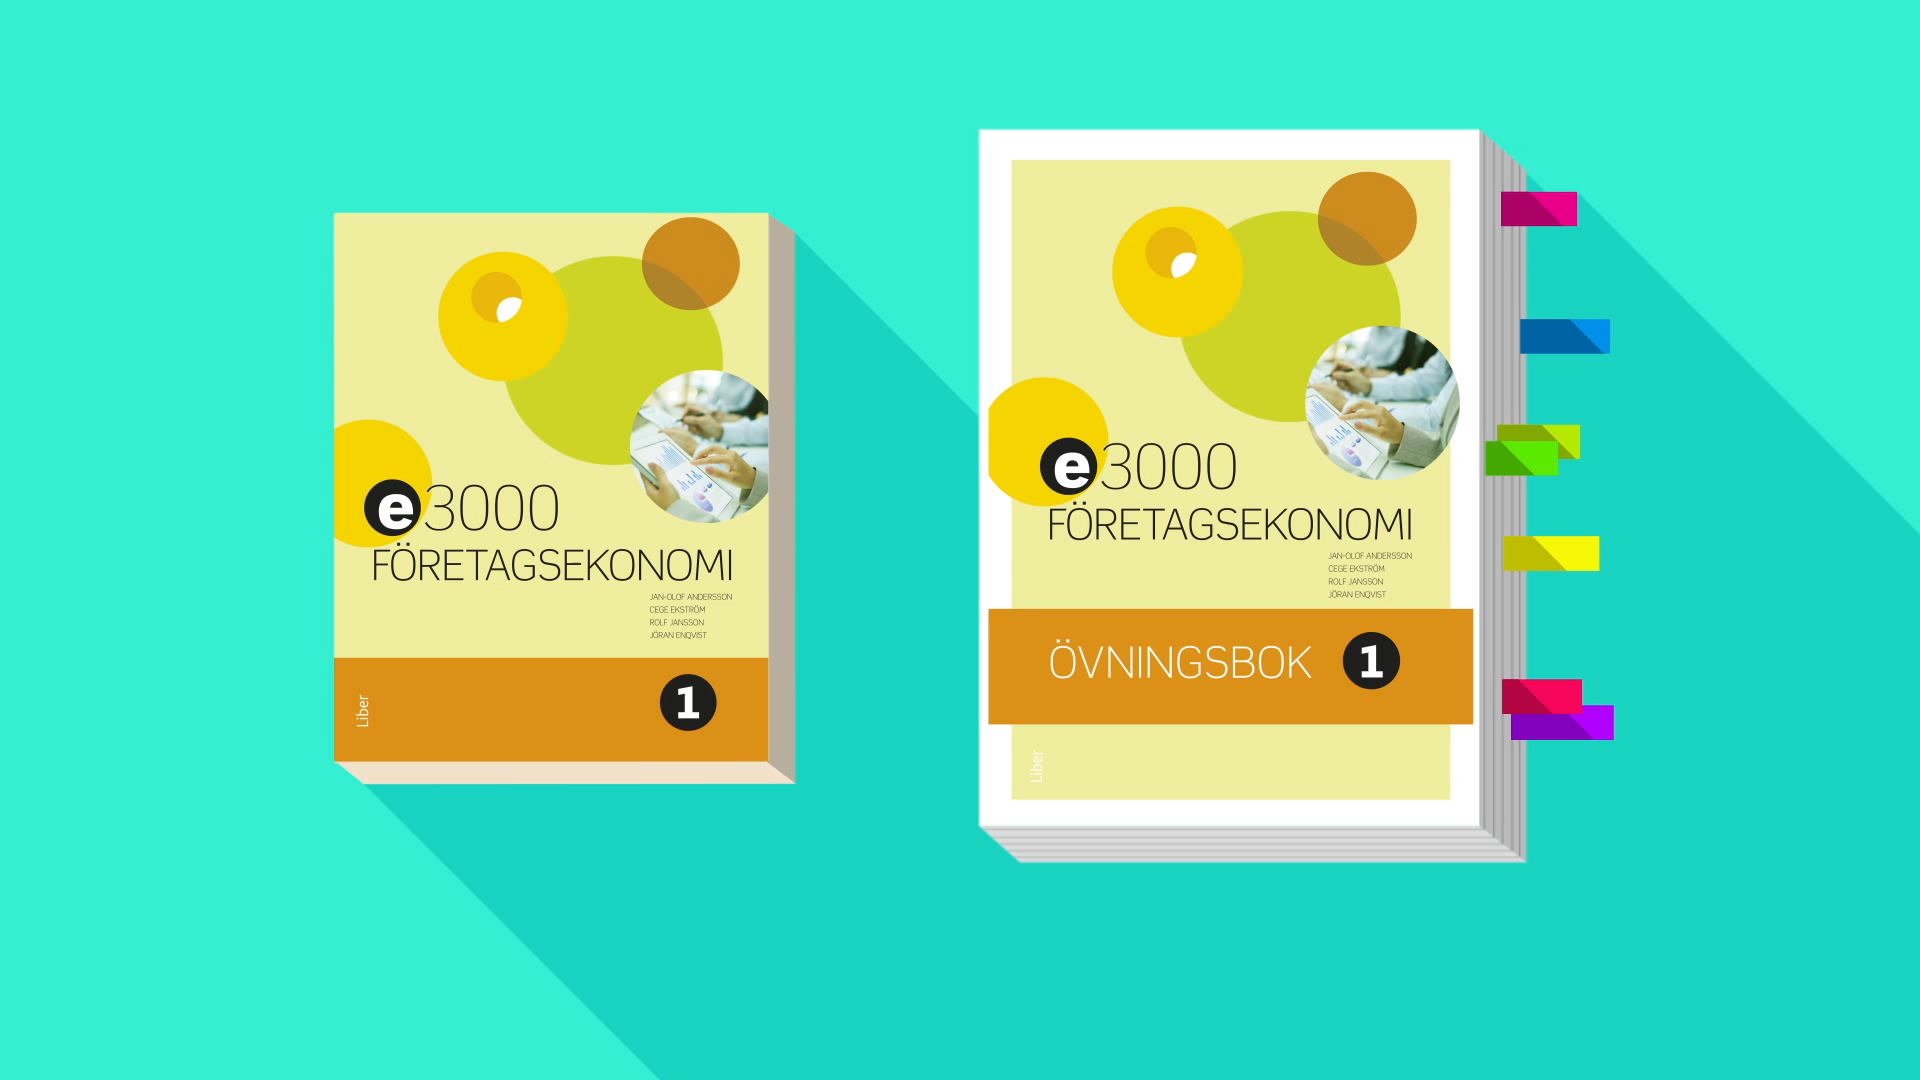 e3000
FÖRETAGSEKONOMI
JAN-OLOF ANDERSSON
CEGE EKSTRÖM
ROLF JANSSON
JÖRAN ENQVIST
1
Liber
e3000
FÖRETAGSEKONOMI
JAN-OLOF ANDERSSON
CEGE EKSTRÖM
ROLF JANSSON
JÖRAN ENQVIST
ÖVNINGSBOK 1
Liber